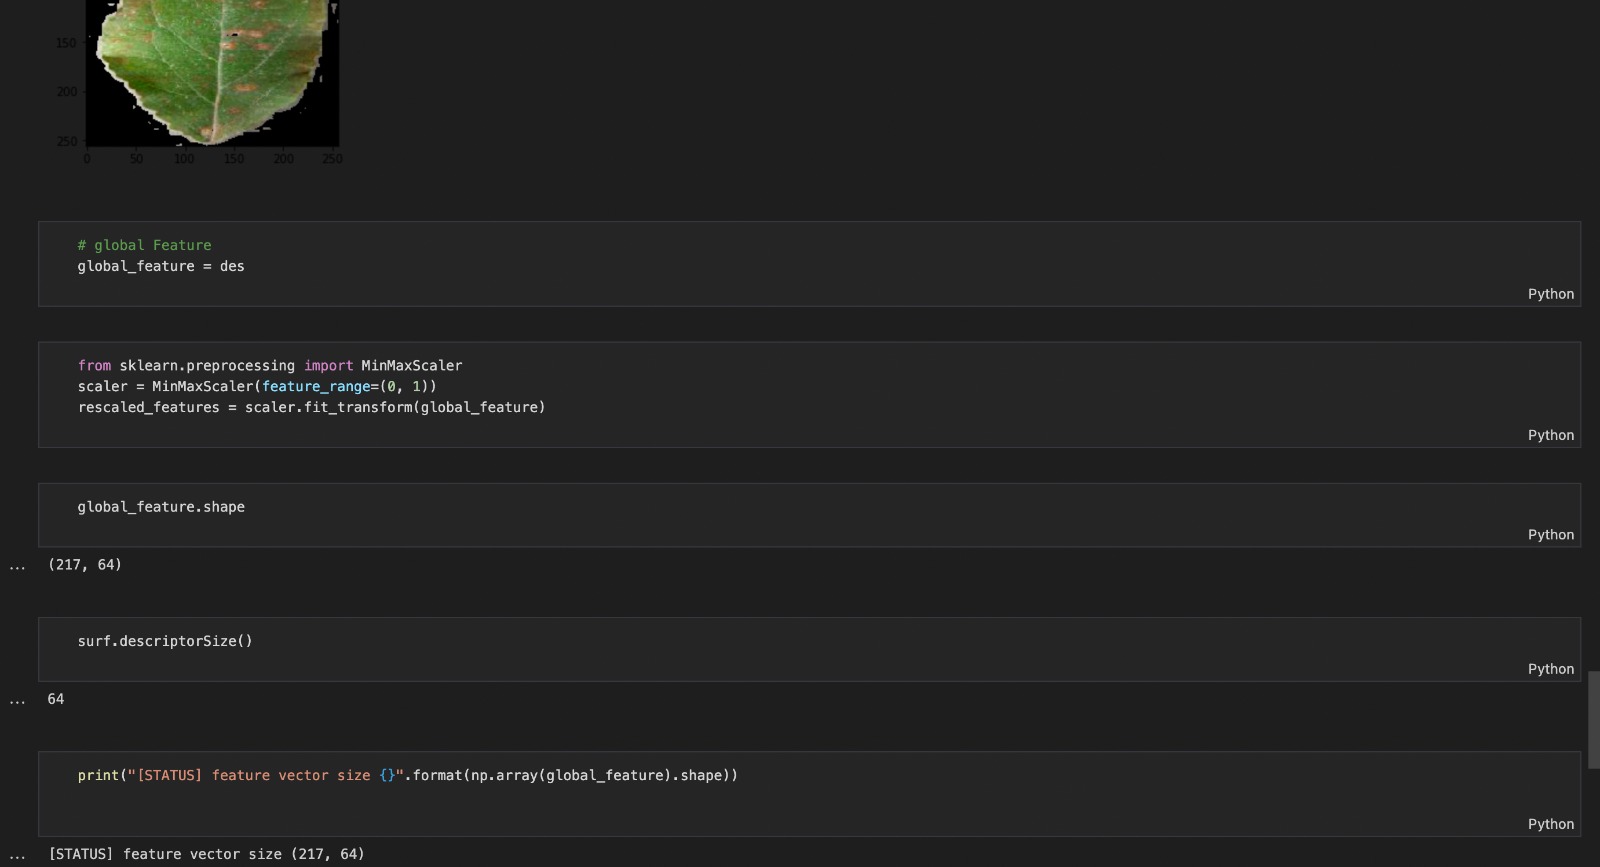 150
200
250
0 50 100 150 200 250
# global Feature
global_feature = des
Python
from sklearn.preprocessing import MinMaxScaler
scaler = MinMaxScaler(feature_range=(0, 1))
rescaled_features = scaler.fit_transform(global_feature)
Python
global_feature.shape
Python
... (217, 64)
surf.descriptorSize()
Python
... 64
print("[STATUS] feature vector size {}".format(np.array(global_feature).shape))
Python
... [STATUS] feature vector size (217, 64)